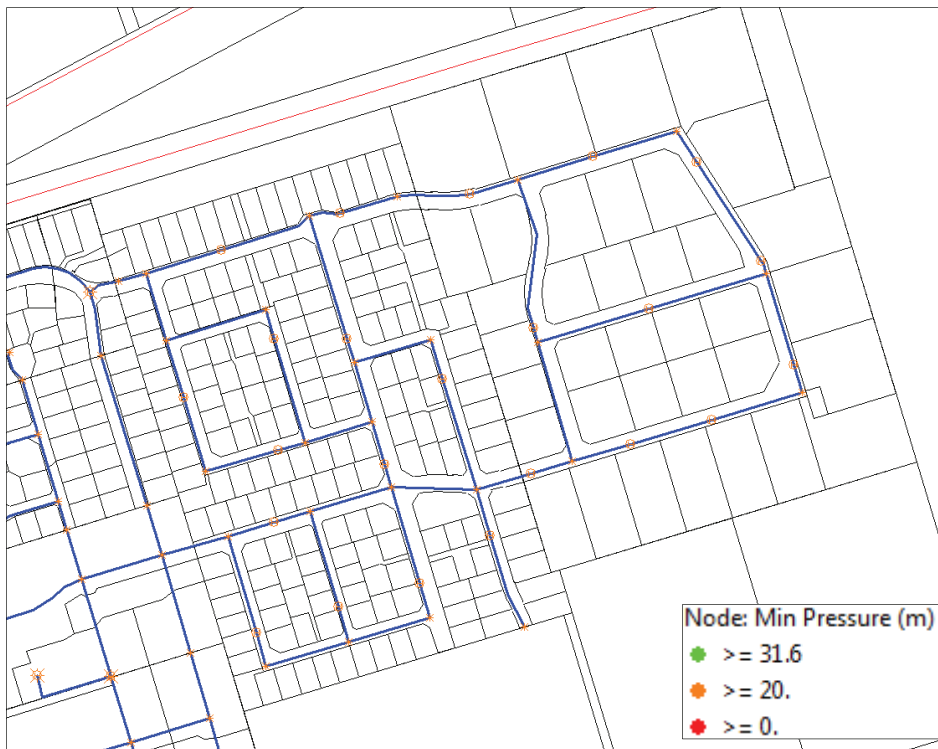 Node: Min Pressure (m)
>= 31.6
>= 20.
>= 0.